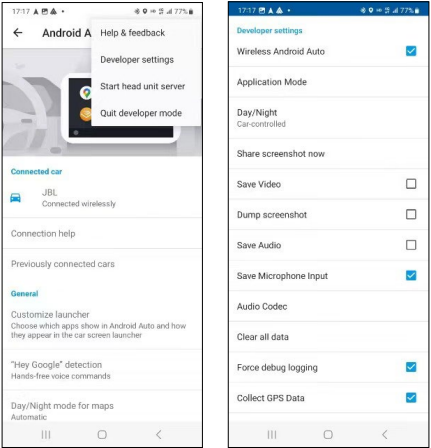 17:17
77%
Android A
Help & feedback
Developer settings
Start head unit server
Quit developer mode
Connected car
JBL
Connected wirelessly
Connection help
Previously connected cars
General
Customize launcher
Choose which apps show in Android Auto and how
they appear in the car screen launcher
"Hey Google" detection
Hands-free voice commands
Day/Night mode for maps
Automatic
17:17
77%
Developer settings
Wireless Android Auto
Application Mode
Day/Night
Car-controlled
Share screenshot now
Save Video
Dump screenshot
Save Audio
Save Microphone Input
Audio Codec
Clear all data
Force debug logging
Collect GPS Data